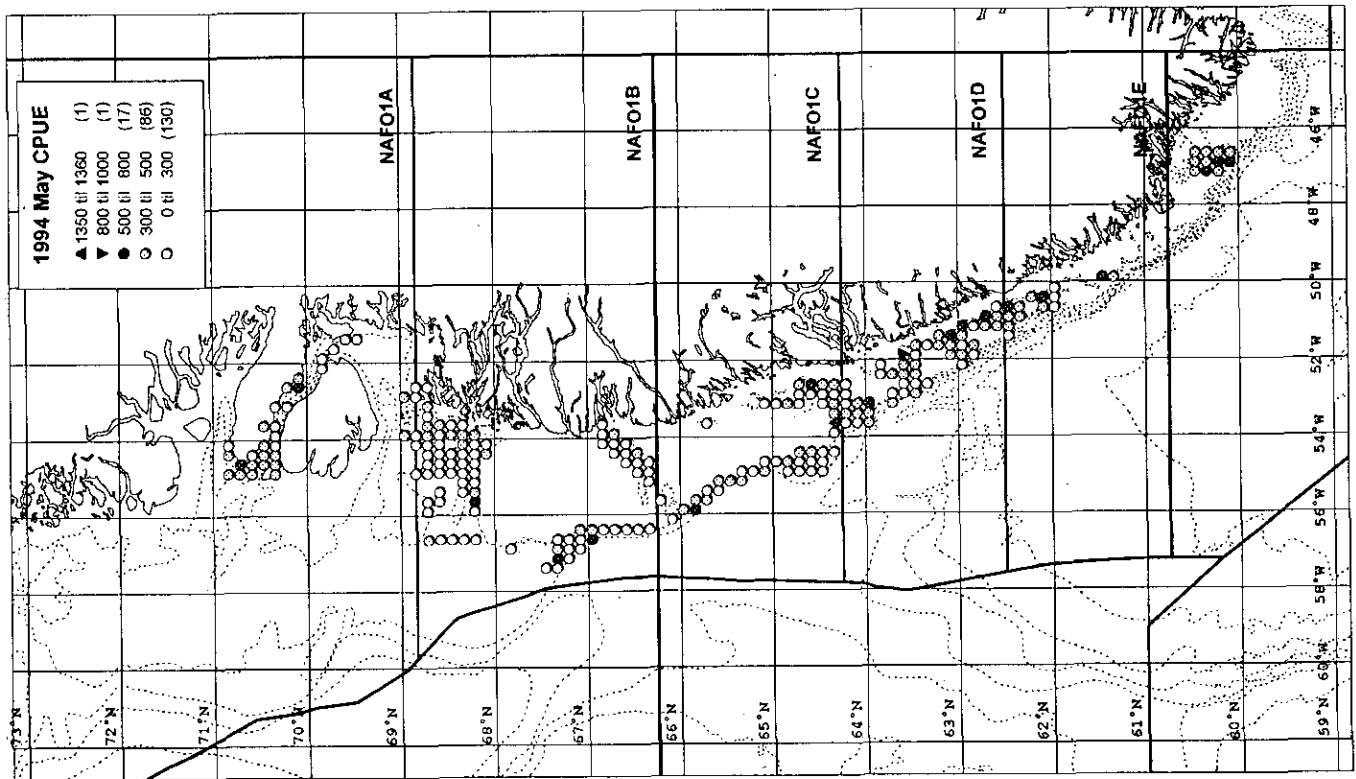 1994 May CPUE
▲ 1350 til 1360 (1)
▼ 800 til 1000 (1)
● 500 til 800 (17)
◎ 300 til 500 (86)
○ 0 til 300 (130)
NAFO1A
NAFO1B
NAFO1C
NAFO1D
NAFO1E
73°N
72°N
71°N
70°N
69°N
68°N
67°N
66°N
65°N
64°N
63°N
62°N
61°N
60°N
59°N
46°W
48°W
50°W
52°W
54°W
56°W
58°W
60°W